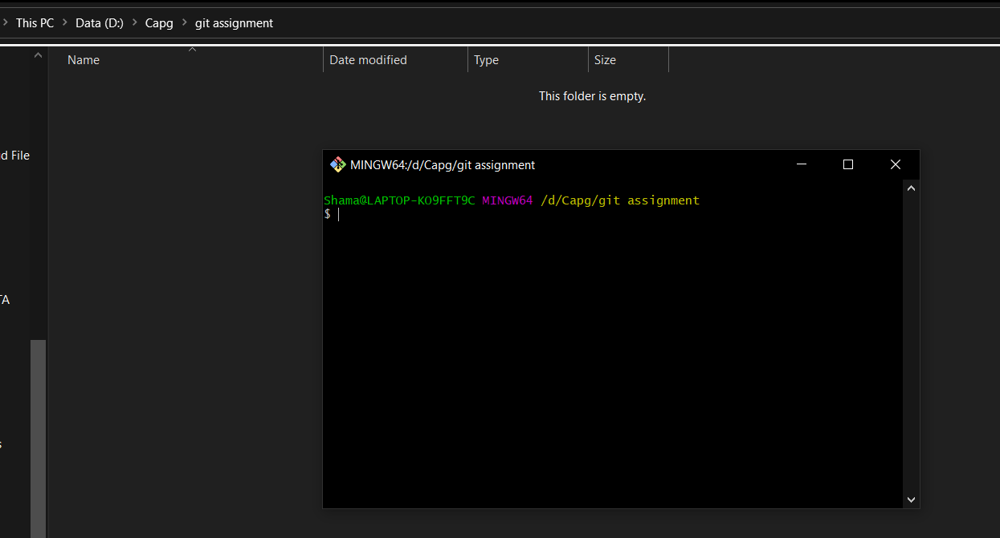 This PC > Data (D:) > Capg > git assignment
Name Date modified Type Size
This folder is empty.
d File
TA
s
MINGW64:/d/Capg/git assignment
Shama@LAPTOP-KO9FFT9C MINGW64 /d/Capg/git assignment
$